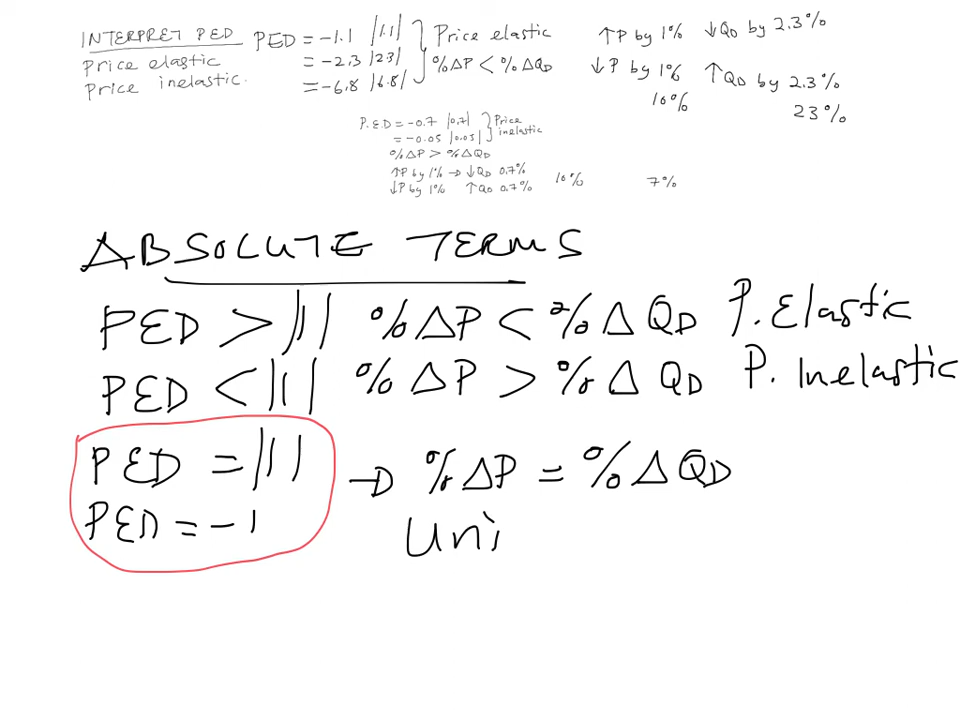 INTERPRET PED PED = -1.1 |1.1| Price elastic ↑P by 1% ↓QD by 2.3%
Price elastic = -2.3 |2.3| %ΔP < %ΔQD ↓P by 1% ↑QD by 2.3%
Price inelastic. = -6.8 |6.8| 10% 23%
P.E.D = -0.7 |0.7| Price
= -0.05 |0.05| inelastic
%ΔP > %ΔQD
↑P by 1% → ↓QD 0.7%
↓P by 1% ↑QD 0.7% 10% 7%
ABSOLUTE TERMS
PED > |1| %ΔP < %ΔQD P. Elastic
PED < |1| %ΔP > %ΔQD P. Inelastic
PED = |1| → %ΔP = %ΔQD
PED = -1 Uni